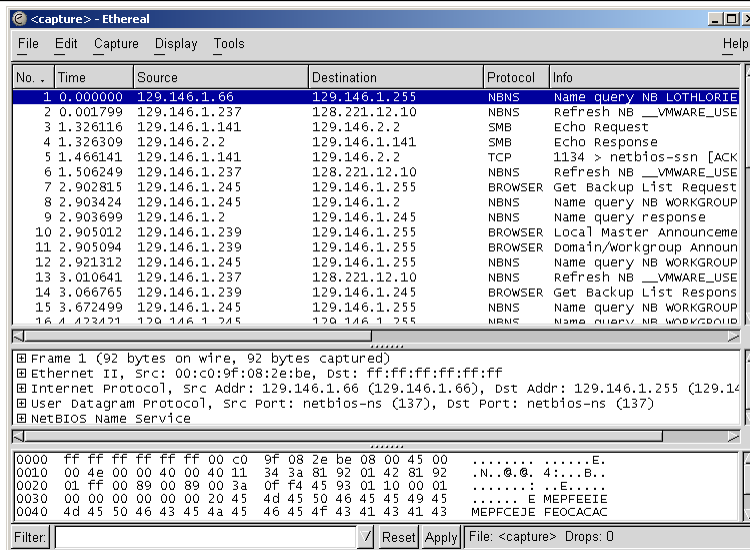 <capture> - Ethereal
File Edit Capture Display Tools Help
No. Time Source Destination Protocol Info
1 0.000000 129.146.1.66 129.146.1.255 NBNS Name query NB LOTHLORIE
2 0.001799 129.146.1.237 128.221.12.10 NBNS Refresh NB __VMWARE_USE
3 1.326116 129.146.1.141 129.146.2.2 SMB Echo Request
4 1.326309 129.146.2.2 129.146.1.141 SMB Echo Response
5 1.466141 129.146.1.141 129.146.2.2 TCP 1134 > netbios-ssn [ACK
6 1.506249 129.146.1.237 128.221.12.10 NBNS Refresh NB __VMWARE_USE
7 2.902815 129.146.1.245 129.146.1.255 BROWSER Get Backup List Request
8 2.903424 129.146.1.245 129.146.1.2 NBNS Name query NB WORKGROUP
9 2.903699 129.146.1.2 129.146.1.245 NBNS Name query response
10 2.905012 129.146.1.239 129.146.1.255 BROWSER Local Master Announceme
11 2.905094 129.146.1.239 129.146.1.255 BROWSER Domain/Workgroup Announ
12 2.921312 129.146.1.245 129.146.1.255 NBNS Name query NB WORKGROUP
13 3.010641 129.146.1.237 128.221.12.10 NBNS Refresh NB __VMWARE_USE
14 3.066765 129.146.1.239 129.146.1.245 BROWSER Get Backup List Respons
15 3.672499 129.146.1.245 129.146.1.255 NBNS Name query NB WORKGROUP
16 4.423421 129.146.1.245 129.146.1.255 NBNS Name query NB WORKGROUP
Frame 1 (92 bytes on wire, 92 bytes captured)
Ethernet II, Src: 00:c0:9f:08:2e:be, Dst: ff:ff:ff:ff:ff:ff
Internet Protocol, Src Addr: 129.146.1.66 (129.146.1.66), Dst Addr: 129.146.1.255 (129.14
User Datagram Protocol, Src Port: netbios-ns (137), Dst Port: netbios-ns (137)
NetBIOS Name Service
0000 ff ff ff ff ff ff 00 c0 9f 08 2e be 08 00 45 00 ........ ......E.
0010 00 4e 00 00 40 00 40 11 34 3a 81 92 01 42 81 92 .N..@.@. 4:...B..
0020 01 ff 00 89 00 89 00 3a 0f f4 45 93 01 10 00 01 .......: ..E.....
0030 00 00 00 00 00 00 20 45 4d 45 50 46 45 45 49 45 ...... E MEPFEEIE
0040 4d 45 50 46 43 45 4a 45 46 45 4f 43 41 43 41 43 MEPFCEJE FEOCACAC
Filter: Reset Apply File: <capture> Drops: 0